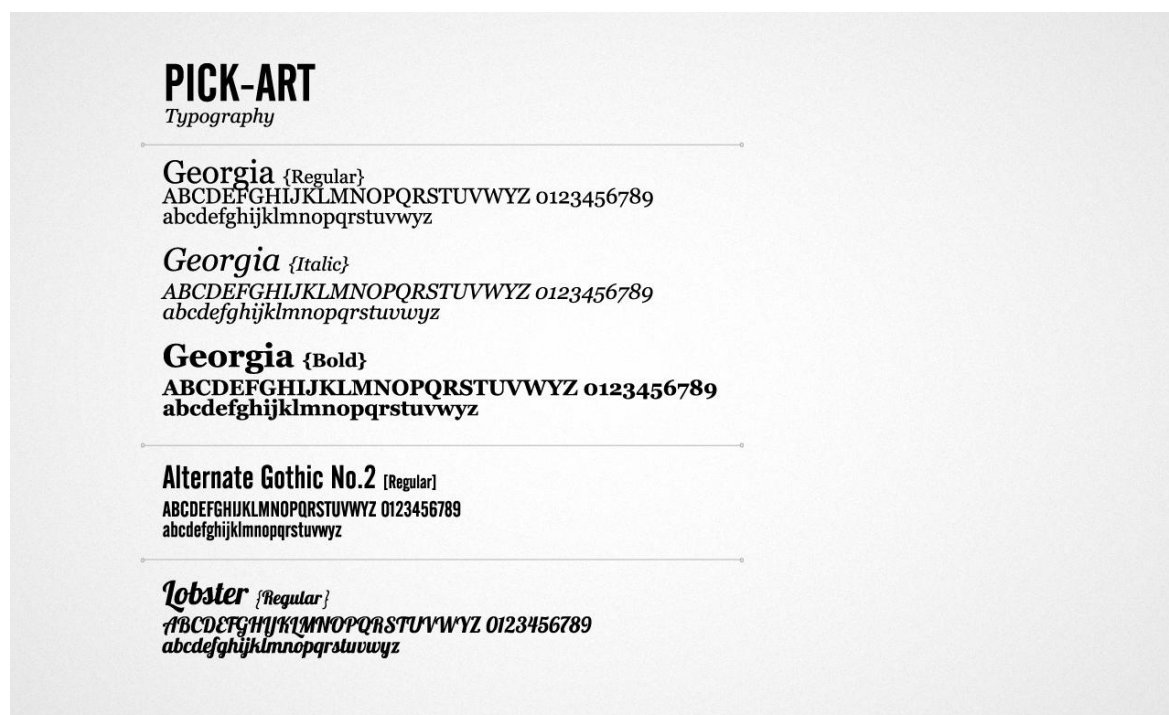 PICK-ART
Typography
Georgia {Regular}
ABCDEFGHIJKLMNOPQRSTUVWYZ 0123456789
abcdefghijklmnopqrstuvwyz
Georgia {Italic}
ABCDEFGHIJKLMNOPQRSTUVWYZ 0123456789
abcdefghijklmnopqrstuvwyz
Georgia {Bold}
ABCDEFGHIJKLMNOPQRSTUVWYZ 0123456789
abcdefghijklmnopqrstuvwyz
Alternate Gothic No.2 [Regular]
ABCDEFGHIJKLMNOPQRSTUVWYZ 0123456789
abcdefghijklmnopqrstuvwyz
Lobster {Regular}
ABCDEFGHIJKLMNOPQRSTUVWYZ 0123456789
abcdefghijklmnopqrstuvwyz